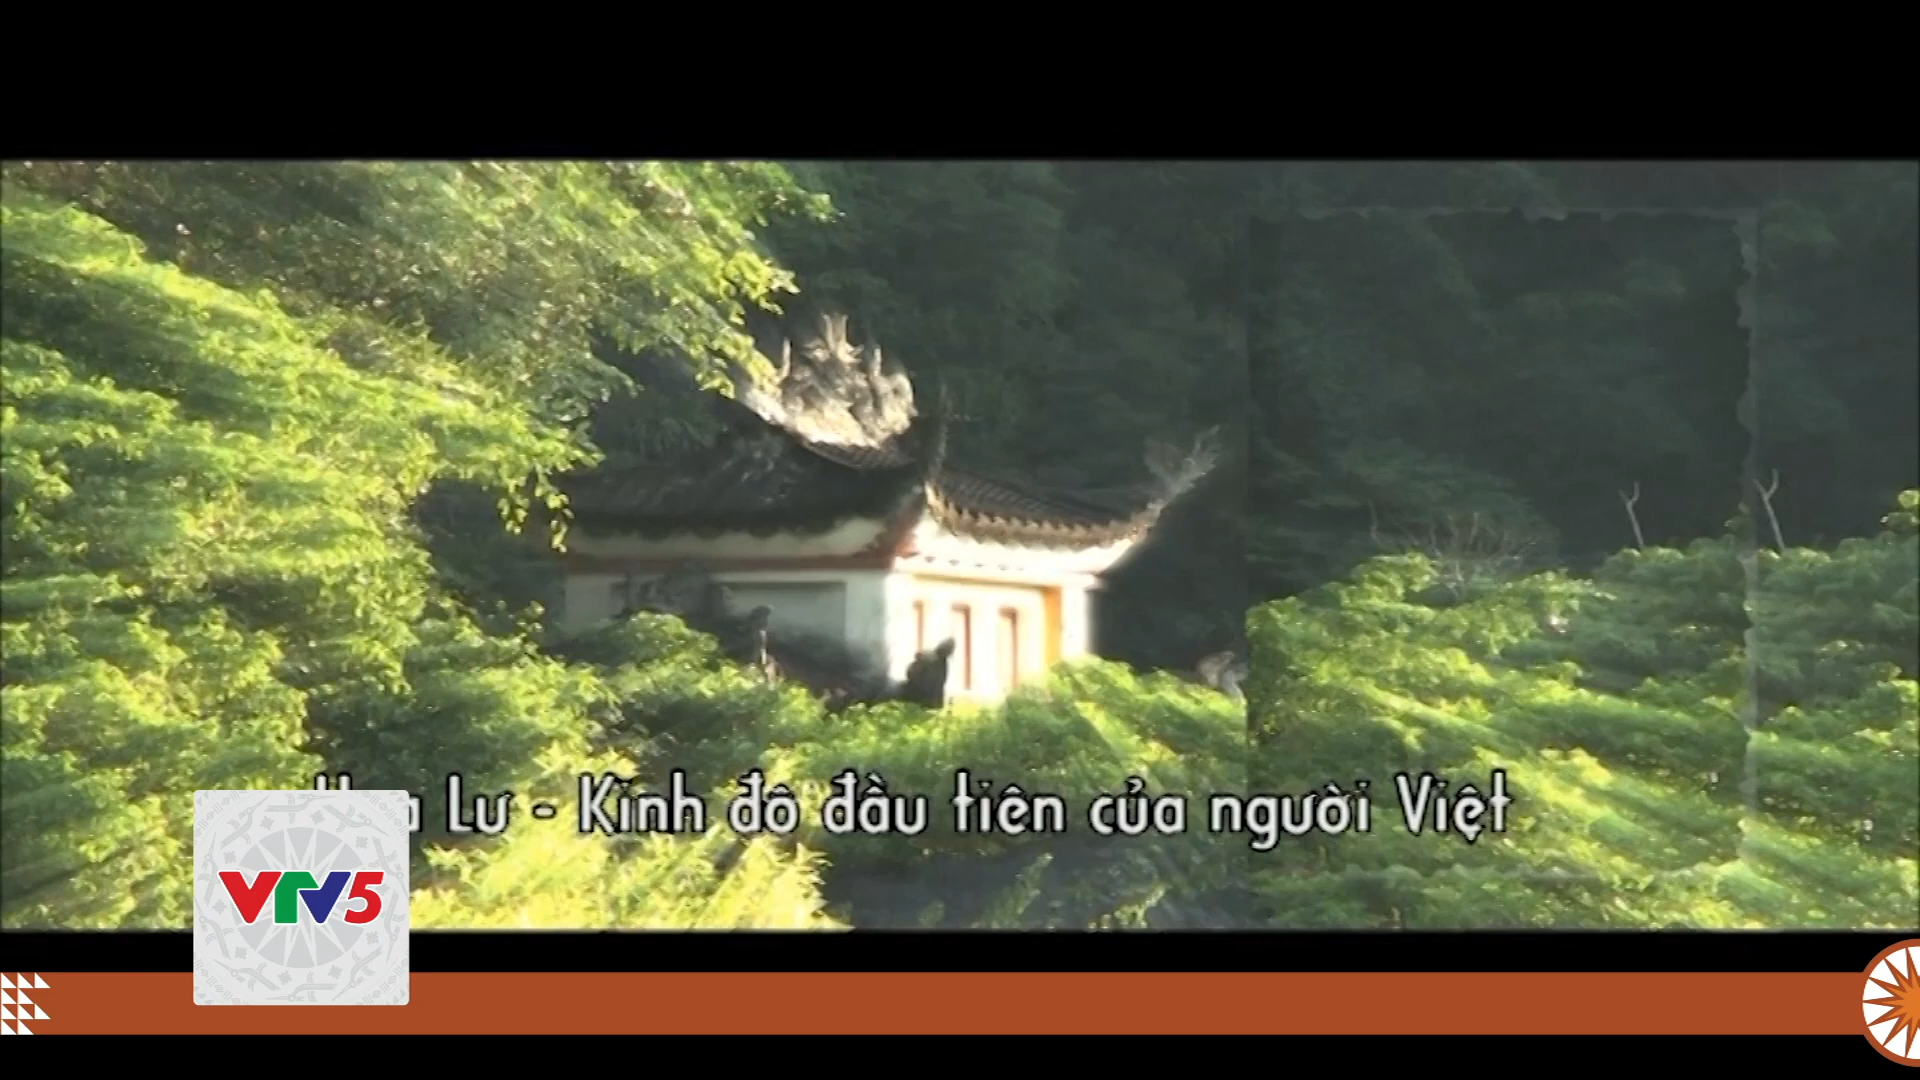 Lư - Kinh đô đầu tiên của người Việt
VTV5